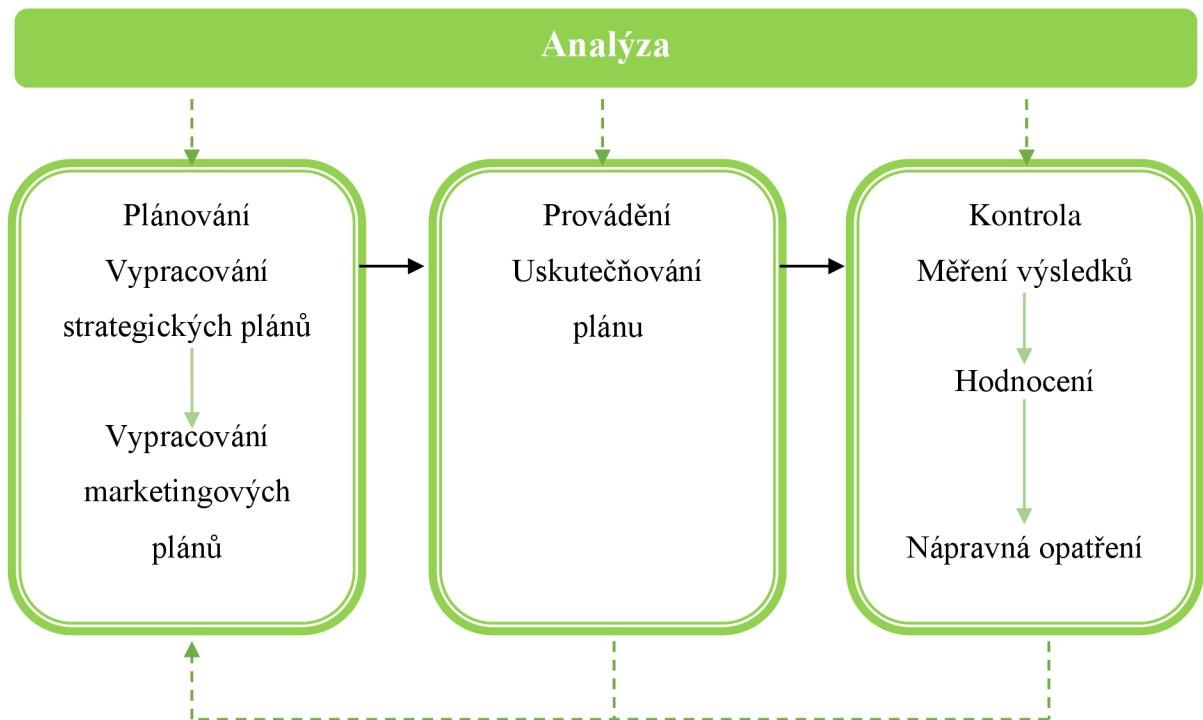 Analýza
Plánování
Vypracování
strategických plánů
Vypracování
marketingových
plánů
Provádění
Uskutečňování
plánu
Kontrola
Měření výsledků
Hodnocení
Nápravná opatření